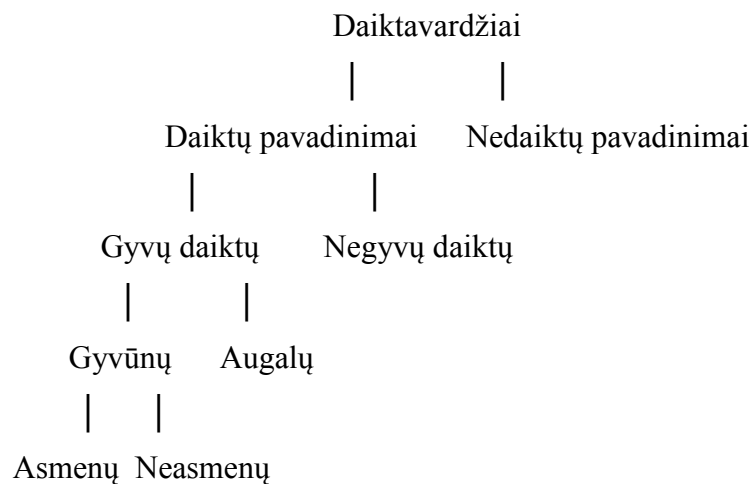 Daiktavardžiai
Daiktų pavadinimai Nedaiktų pavadinimai
Gyvų daiktų Negyvų daiktų
Gyvūnų Augalų
Asmenų Neasmenų